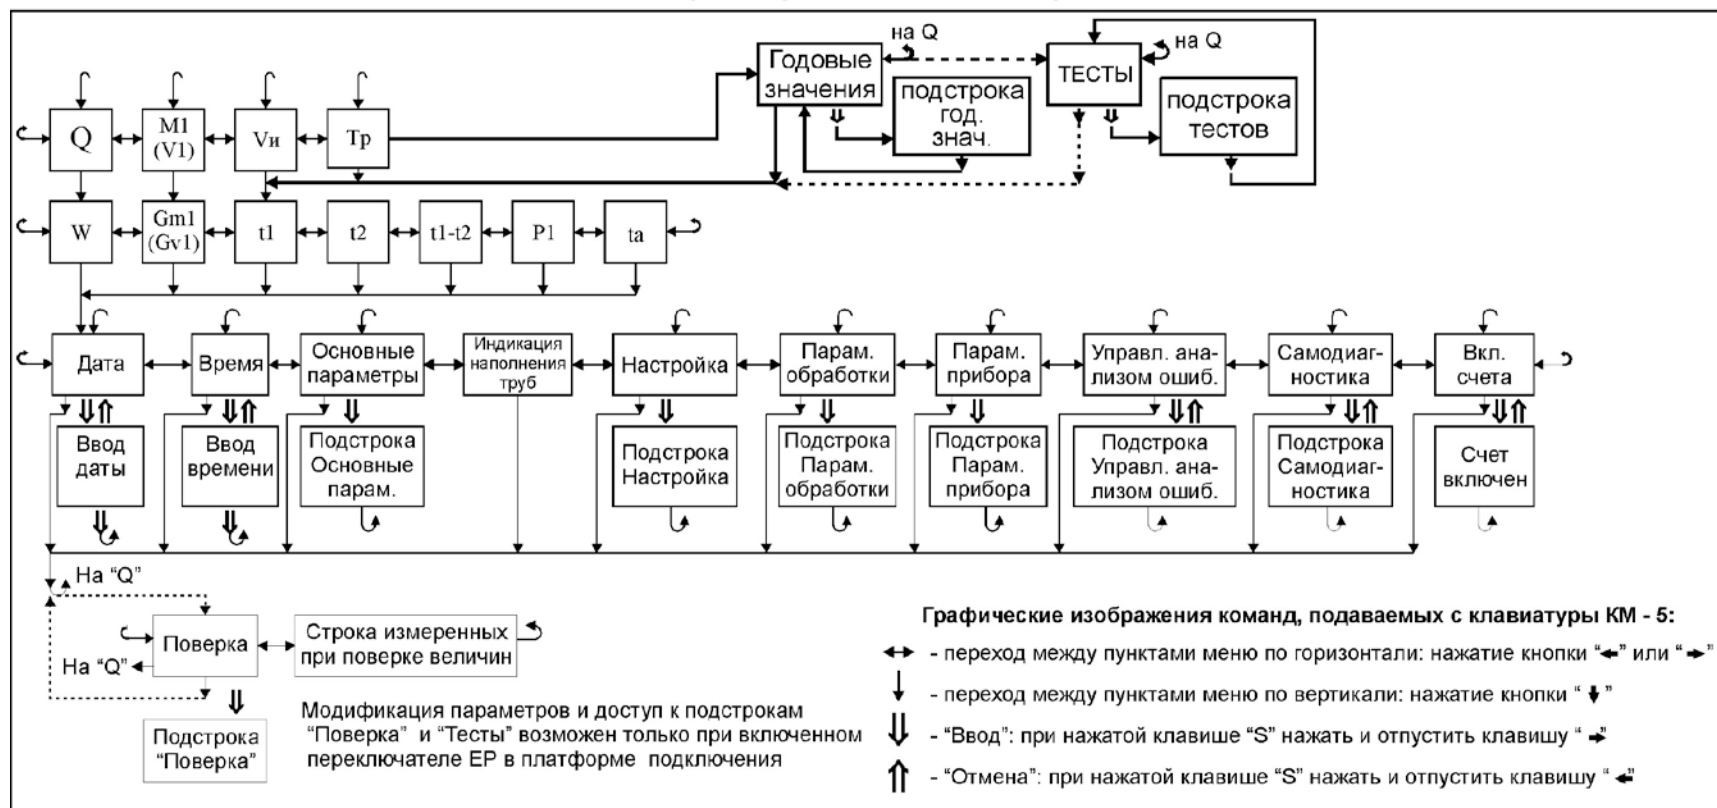 на Q
на Q
Годовые
значения
ТЕСТЫ
подстрока
год.
знач.
подстрока
тестов
Q
М1
(V1)
Vи
Тр
W
Gm1
(Gv1)
t1
t2
t1-t2
P1
ta
Дата
Время
Основные
параметры
Индикация
наполнения
труб
Настройка
Парам.
обработки
Парам.
прибора
Управл. ана-
лизом ошиб.
Самодиаг-
ностика
Вкл.
счета
Ввод
даты
Ввод
времени
Подстрока
Основные
парам.
Подстрока
Настройка
Подстрока
Парам.
обработки
Подстрока
Парам.
прибора
Подстрока
Управл. ана-
лизом ошиб.
Подстрока
Самодиаг-
ностика
Счет
включен
На “Q”
Поверка
Строка измеренных
при поверке величин
На “Q”
Подстрока
“Поверка”
Модификация параметров и доступ к подстрокам
“Поверка” и “Тесты” возможен только при включенном
переключателе ЕР в платформе подключения
Графические изображения команд, подаваемых с клавиатуры КМ - 5:
↔ - переход между пунктами меню по горизонтали: нажатие кнопки “←” или “→”
↓ - переход между пунктами меню по вертикали: нажатие кнопки “↓”
⇓ - “Ввод”: при нажатой клавише “S” нажать и отпустить клавишу “→”
⇑ - “Отмена”: при нажатой клавише “S” нажать и отпустить клавишу “←”